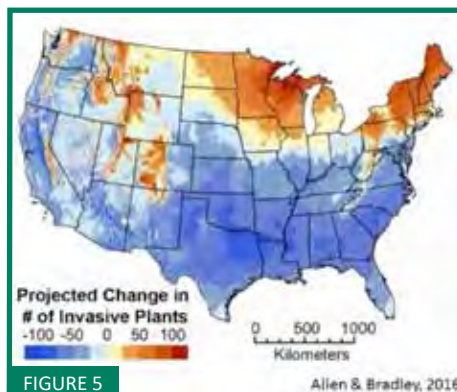 Projected Change in
# of Invasive Plants
-100 -50 0 50 100
0 500 1000
Kilometers
FIGURE 5
Allen & Bradley, 2016